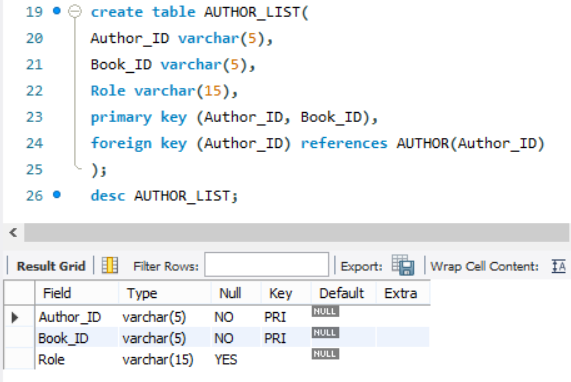 19 create table AUTHOR_LIST(
20 Author_ID varchar(5),
21 Book_ID varchar(5),
22 Role varchar(15),
23 primary key (Author_ID, Book_ID),
24 foreign key (Author_ID) references AUTHOR(Author_ID)
25 );
26 desc AUTHOR_LIST;
Result Grid Filter Rows: Export: Wrap Cell Content: IA
Field Type Null Key Default Extra
Author_ID varchar(5) NO PRI NULL
Book_ID varchar(5) NO PRI NULL
Role varchar(15) YES NULL